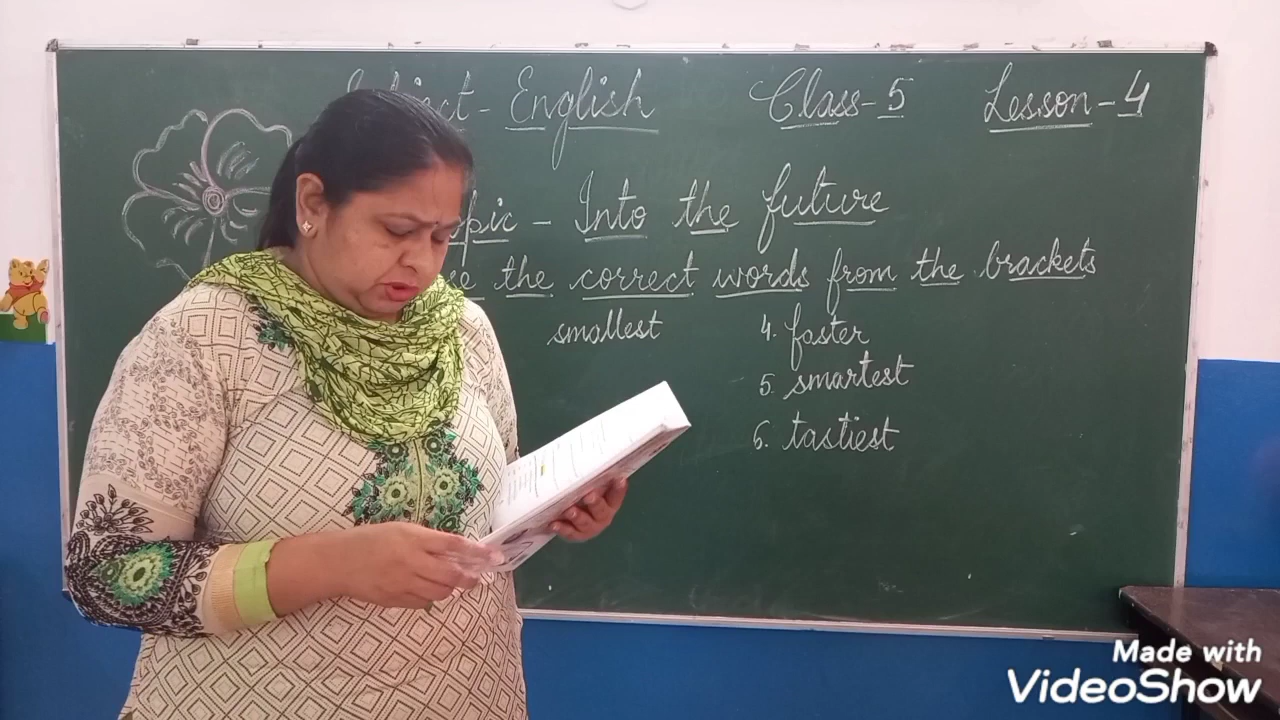 English Class-5 Lesson-4
- Into the future
the correct words from the brackets
smallest 4. faster
5. smartest
6. tastiest
Made with
VideoShow